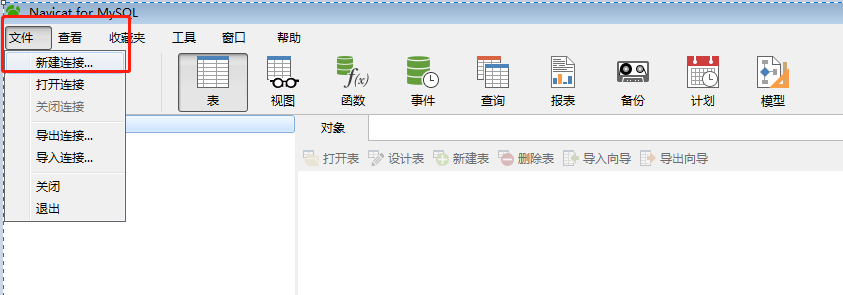 Navicat for MySQL
文件 查看 收藏夹 工具 窗口 帮助
新建连接...
打开连接
关闭连接
导出连接...
导入连接...
关闭
退出
表 视图 函数 事件 查询 报表 备份 计划 模型
f(x)
对象
打开表 设计表 新建表 删除表 导入向导 导出向导